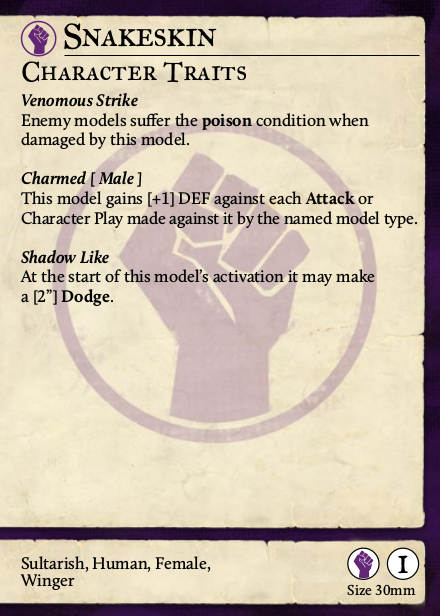 Snakeskin
Character Traits
Venomous Strike
Enemy models suffer the poison condition when
damaged by this model.
Charmed [ Male ]
This model gains [+1] DEF against each Attack or
Character Play made against it by the named model type.
Shadow Like
At the start of this model's activation it may make
a [2”] Dodge.
Sultarish, Human, Female,
Winger
1
Size 30mm